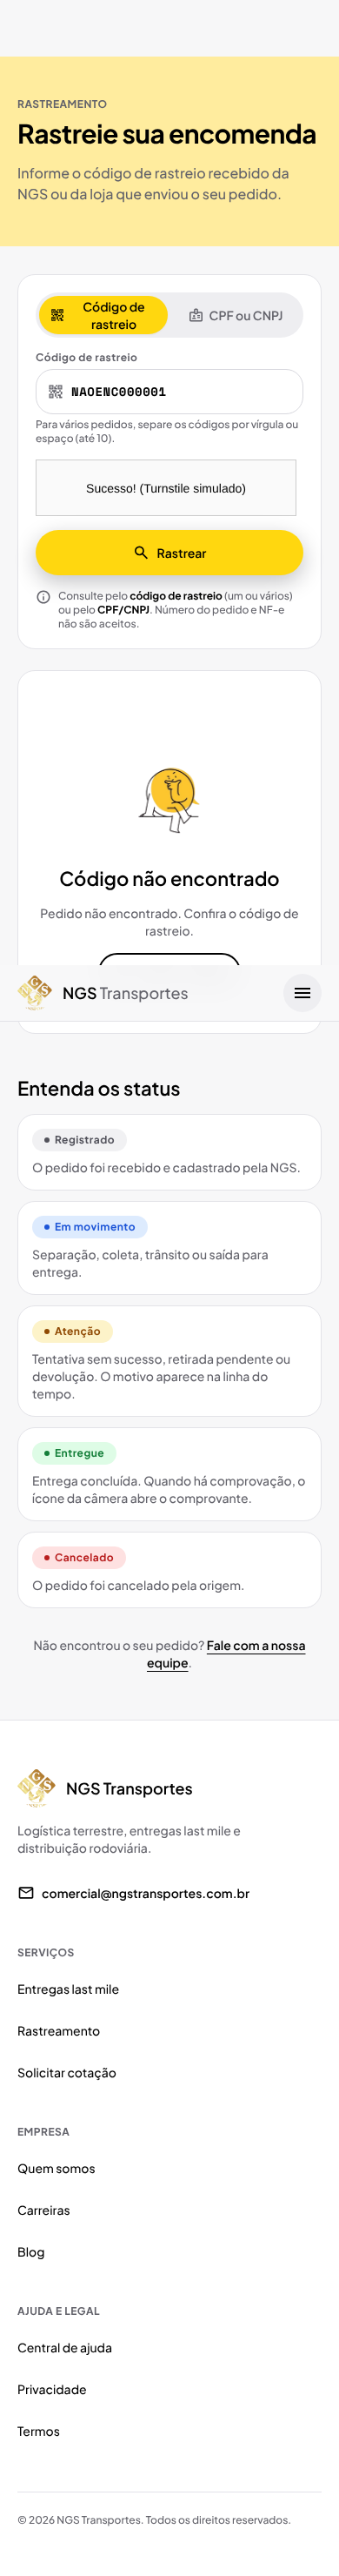 RASTREAMENTO
Rastreie sua encomenda
Informe o código de rastreio recebido da
NGS ou da loja que enviou o seu pedido.
Código de
rastreio
CPF ou CNPJ
Código de rastreio
NAOENC000001
Para vários pedidos, separe os códigos por vírgula ou
espaço (até 10).
Sucesso! (Turnstile simulado)
Rastrear
Consulte pelo código de rastreio (um ou vários)
ou pelo CPF/CNPJ. Número do pedido e NF-e
não são aceitos.
Código não encontrado
Pedido não encontrado. Confira o código de
rastreio.
NGS Transportes
Entenda os status
Registrado
O pedido foi recebido e cadastrado pela NGS.
Em movimento
Separação, coleta, trânsito ou saída para
entrega.
Atenção
Tentativa sem sucesso, retirada pendente ou
devolução. O motivo aparece na linha do
tempo.
Entregue
Entrega concluída. Quando há comprovação, o
ícone da câmera abre o comprovante.
Cancelado
O pedido foi cancelado pela origem.
Não encontrou o seu pedido? Fale com a nossa
equipe.
NGS Transportes
Logística terrestre, entregas last mile e
distribuição rodoviária.
comercial@ngstransportes.com.br
SERVIÇOS
Entregas last mile
Rastreamento
Solicitar cotação
EMPRESA
Quem somos
Carreiras
Blog
AJUDA E LEGAL
Central de ajuda
Privacidade
Termos
© 2026 NGS Transportes. Todos os direitos reservados.